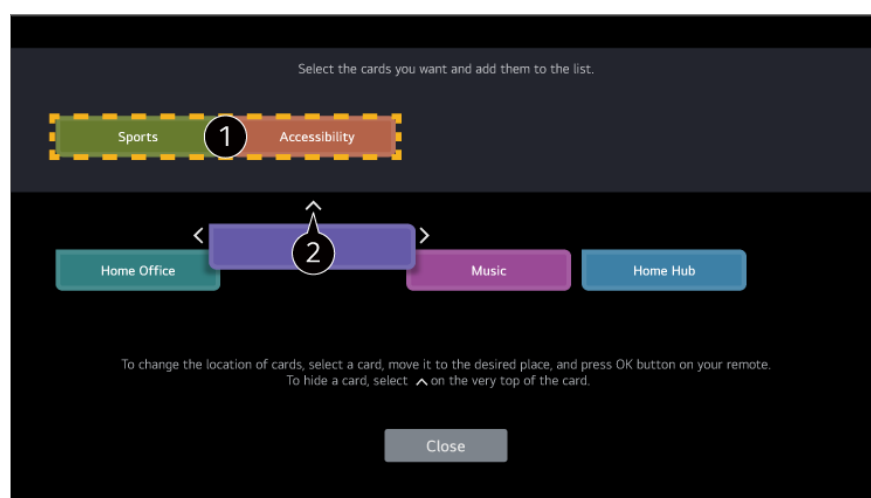 Select the cards you want and add them to the list.
Sports 1 Accessibility
2
Home Office Music Home Hub
To change the location of cards, select a card, move it to the desired place, and press OK button on your remote.
To hide a card, select ︿ on the very top of the card.
Close